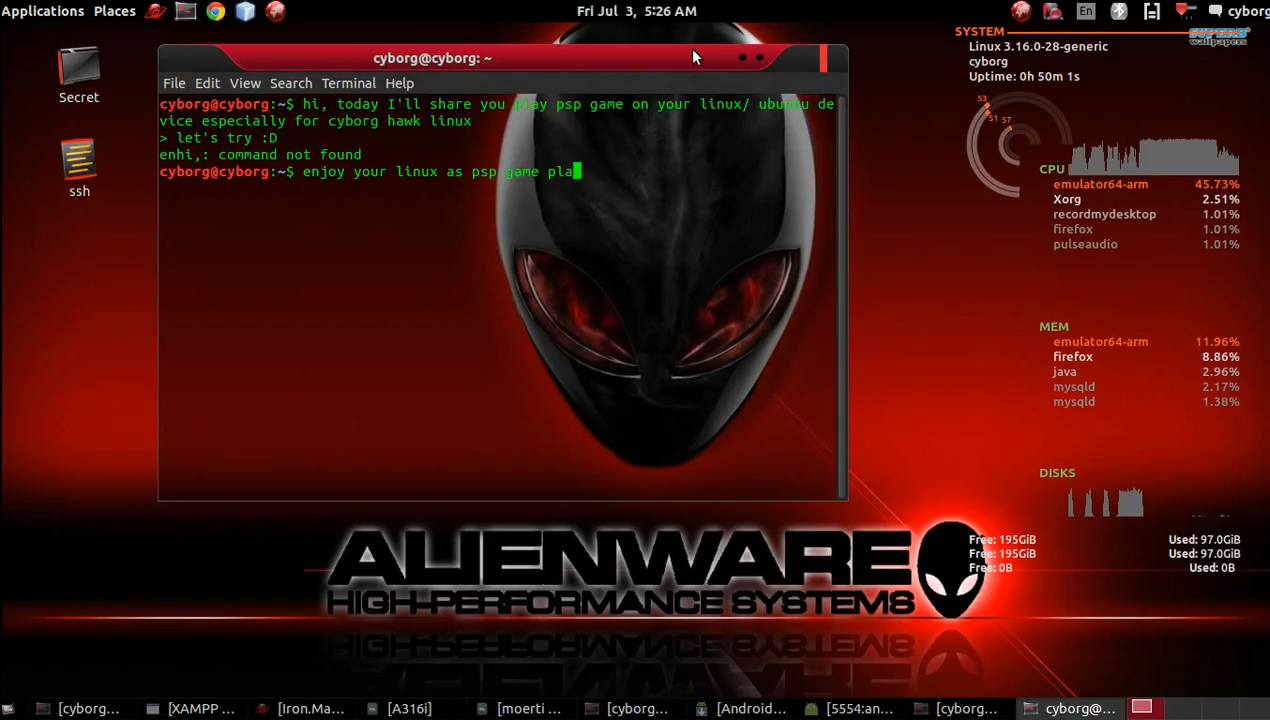 Applications Places
Fri Jul 3, 5:26 AM
En
cyborg
Secret
ssh
cyborg@cyborg: ~
File Edit View Search Terminal Help
cyborg@cyborg:~$ hi, today I'll share you play psp game on your linux/ ubuntu de
vice especially for cyborg hawk linux
> let's try :D
enhi,: command not found
cyborg@cyborg:~$ enjoy your linux as psp game pla
SYSTEM
SUPERB
wallpapers
Linux 3.16.0-28-generic
cyborg
Uptime: 0h 50m 1s
53
51 57
CPU
emulator64-arm 45.73%
Xorg 2.51%
recordmydesktop 1.01%
firefox 1.01%
pulseaudio 1.01%
MEM
emulator64-arm 11.96%
firefox 8.86%
java 2.96%
mysqld 2.17%
mysqld 1.38%
DISKS
Free: 195GiB Used: 97.0GiB
Free: 195GiB Used: 97.0GiB
Free: 0B Used: 0B
ALIENWARE
HIGH-PERFORMANCE SYSTEMS
[cyborg... [XAMPP ... [Iron.Ma... [A316i] [moerti ... [cyborg... [Android... [5554:an... [cyborg... cyborg@...